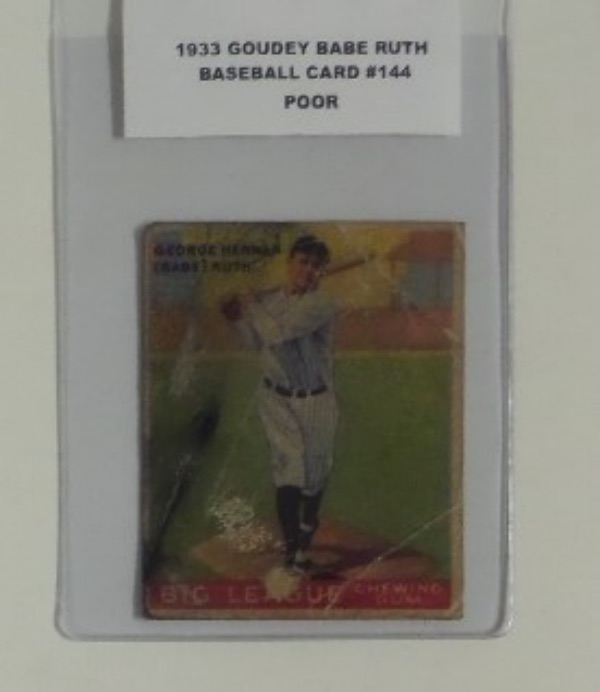 1933 GOUDEY BABE RUTH
BASEBALL CARD #144
POOR
GEORGE HERMAN
(BABE) RUTH
BIG LEAGUE CHEWING
GUM